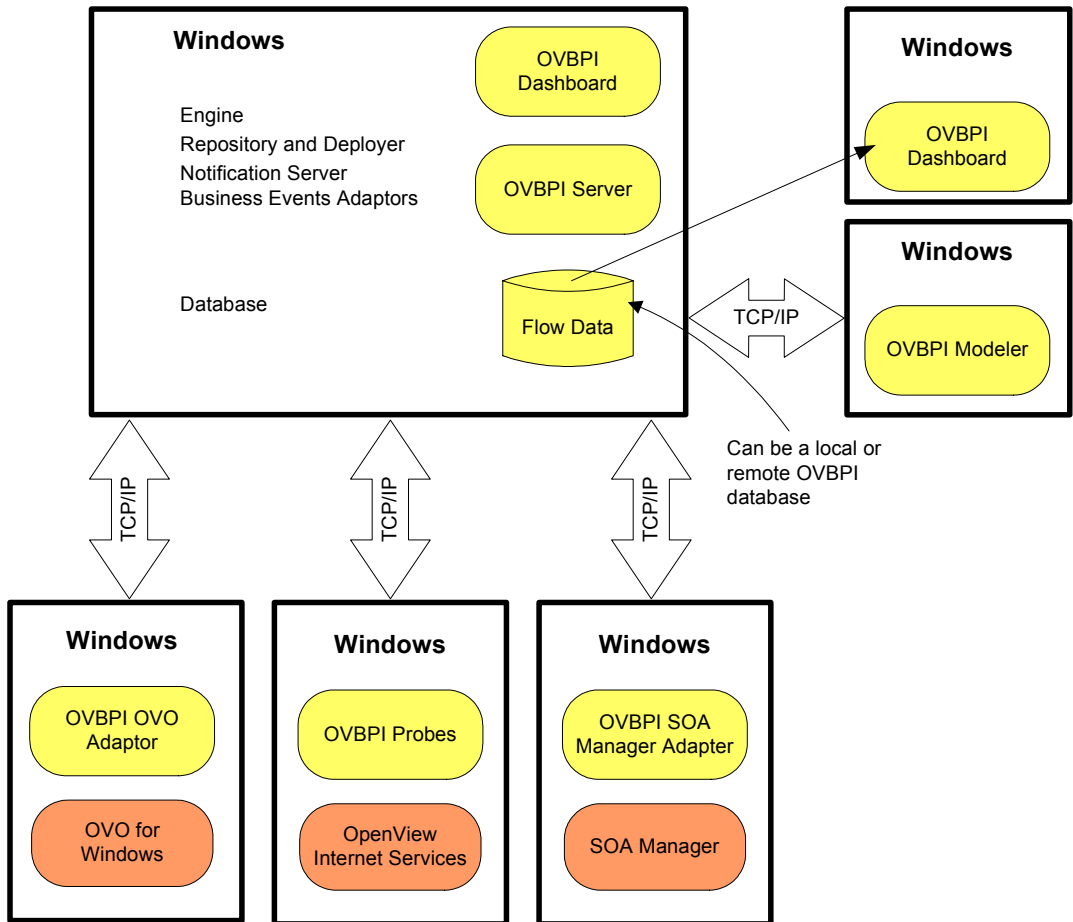 Windows
OVBPI
Dashboard
Engine
Repository and Deployer
Notification Server
Business Events Adaptors
OVBPI Server
Database
Flow Data
Windows
OVBPI
Dashboard
Windows
OVBPI Modeler
TCP/IP
Can be a local or
remote OVBPI
database
TCP/IP
TCP/IP
TCP/IP
Windows
OVBPI OVO
Adaptor
OVO for
Windows
Windows
OVBPI Probes
OpenView
Internet Services
Windows
OVBPI SOA
Manager Adapter
SOA Manager